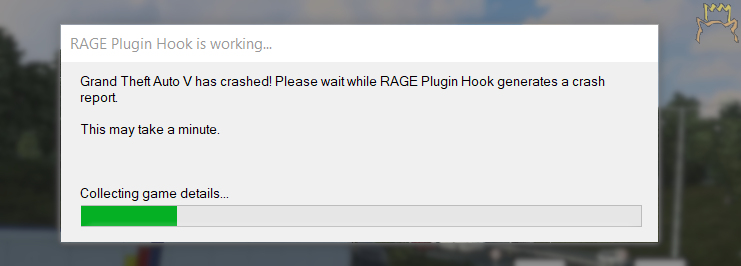 RAGE Plugin Hook is working...
Grand Theft Auto V has crashed! Please wait while RAGE Plugin Hook generates a crash
report.
This may take a minute.
Collecting game details...